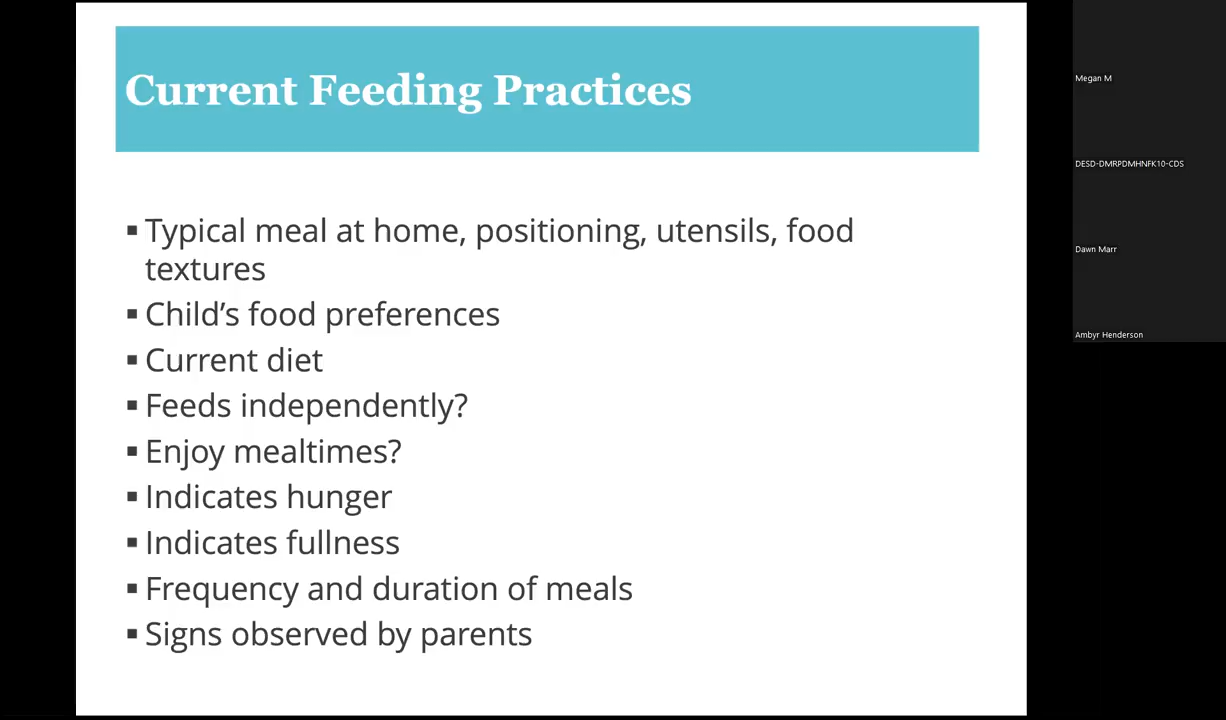 Current Feeding Practices
▪ Typical meal at home, positioning, utensils, food
textures
▪ Child’s food preferences
▪ Current diet
▪ Feeds independently?
▪ Enjoy mealtimes?
▪ Indicates hunger
▪ Indicates fullness
▪ Frequency and duration of meals
▪ Signs observed by parents
Megan M
DESD-DMRPDMHNFK10-CDS
Dawn Marr
Ambyr Henderson